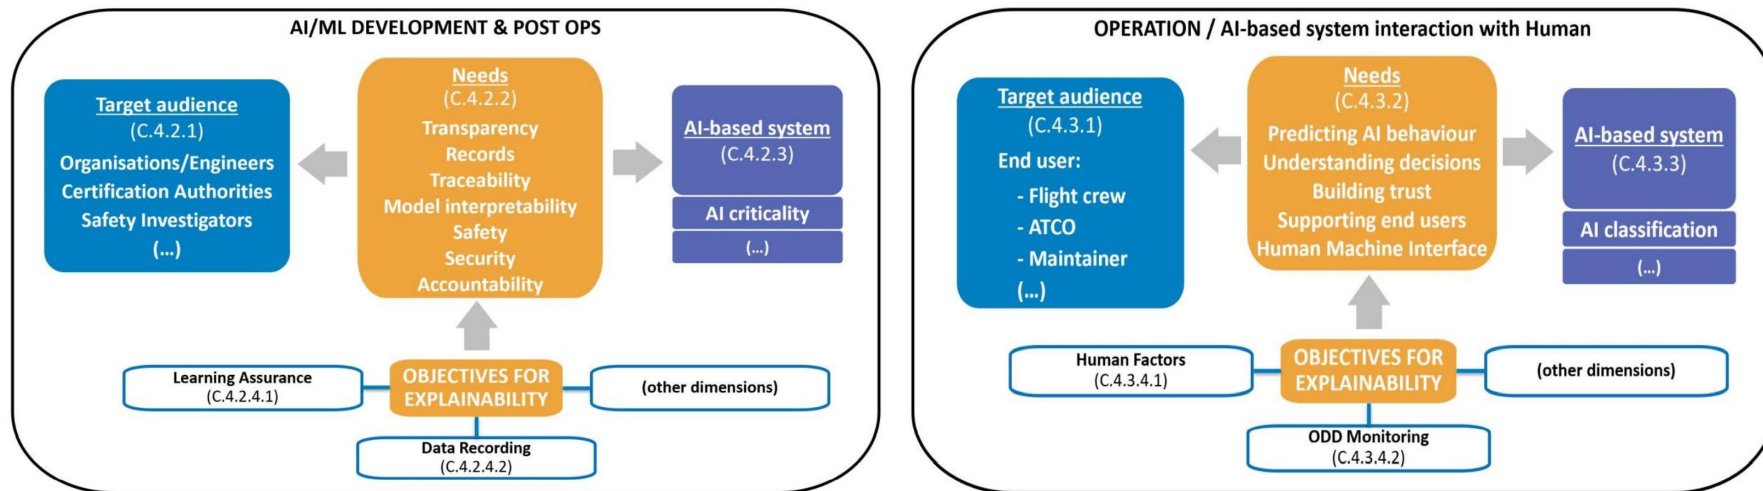 AI/ML DEVELOPMENT & POST OPS
Target audience
(C.4.2.1)
Organisations/Engineers
Certification Authorities
Safety Investigators
(...)
Needs
(C.4.2.2)
Transparency
Records
Traceability
Model interpretability
Safety
Security
Accountability
AI-based system
(C.4.2.3)
AI criticality
(...)
Learning Assurance
(C.4.2.4.1)
OBJECTIVES FOR
EXPLAINABILITY
(other dimensions)
Data Recording
(C.4.2.4.2)
OPERATION / AI-based system interaction with Human
Target audience
(C.4.3.1)
End user:
- Flight crew
- ATCO
- Maintainer
(...)
Needs
(C.4.3.2)
Predicting AI behaviour
Understanding decisions
Building trust
Supporting end users
Human Machine Interface
AI-based system
(C.4.3.3)
AI classification
(...)
Human Factors
(C.4.3.4.1)
OBJECTIVES FOR
EXPLAINABILITY
(other dimensions)
ODD Monitoring
(C.4.3.4.2)